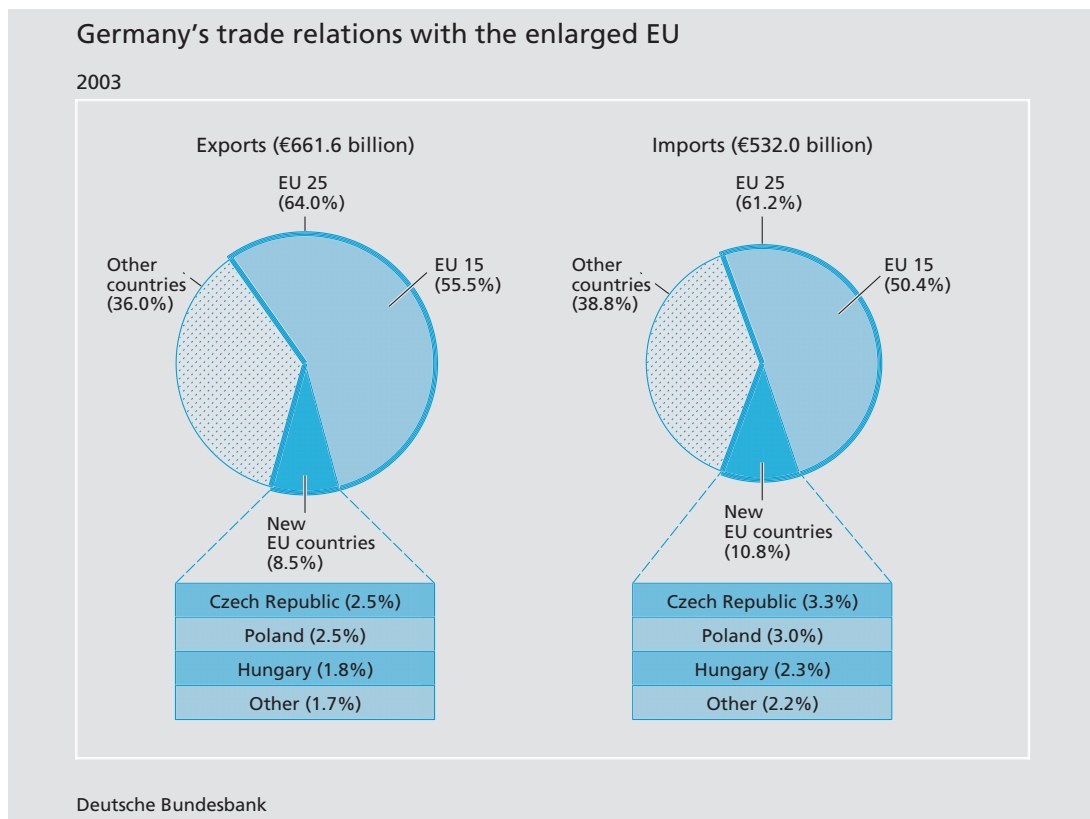 Germany's trade relations with the enlarged EU
2003
Exports (€661.6 billion)
EU 25
(64.0%)
Other
countries
(36.0%)
EU 15
(55.5%)
New
EU countries
(8.5%)
Czech Republic (2.5%)
Poland (2.5%)
Hungary (1.8%)
Other (1.7%)
Imports (€532.0 billion)
EU 25
(61.2%)
Other
countries
(38.8%)
EU 15
(50.4%)
New
EU countries
(10.8%)
Czech Republic (3.3%)
Poland (3.0%)
Hungary (2.3%)
Other (2.2%)
Deutsche Bundesbank